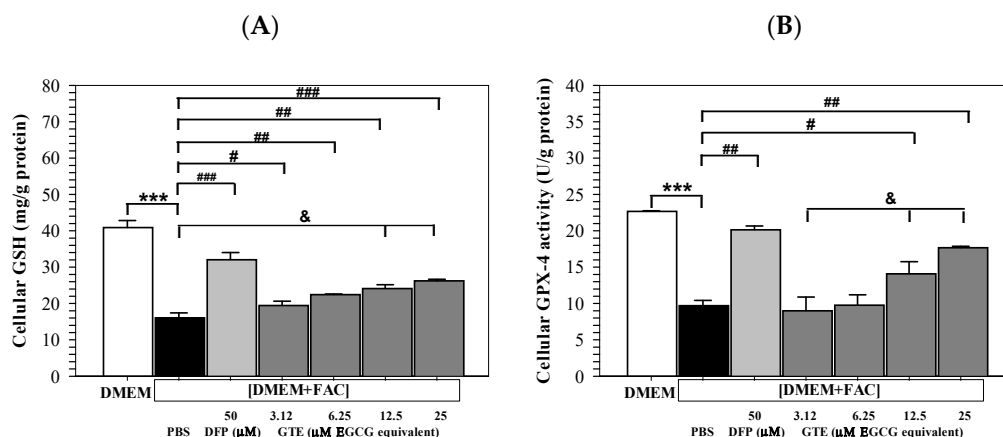 (A)
Cellular GSH (mg/g protein)
80
70
60
50
40
30
20
10
0
###
##
##
#
###
***
&
DMEM
[DMEM+FAC]
50 3.12 6.25 12.5 25
PBS DFP (µM) GTE (µM EGCG equivalent)
(B)
Cellular GPX-4 activity (U/g protein)
40
35
30
25
20
15
10
5
0
##
#
##
***
&
DMEM
[DMEM+FAC]
50 3.12 6.25 12.5 25
PBS DFP (µM) GTE (µM EGCG equivalent)